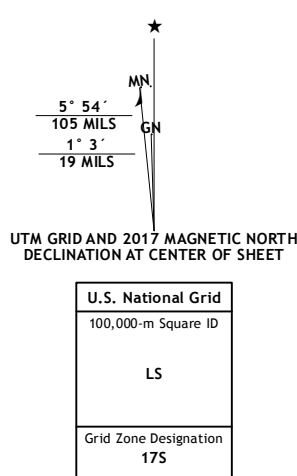 ★
MN
5° 54´
105 MILS
GN
1° 3´
19 MILS
UTM GRID AND 2017 MAGNETIC NORTH
DECLINATION AT CENTER OF SHEET
U.S. National Grid
100,000-m Square ID
LS
Grid Zone Designation
17S